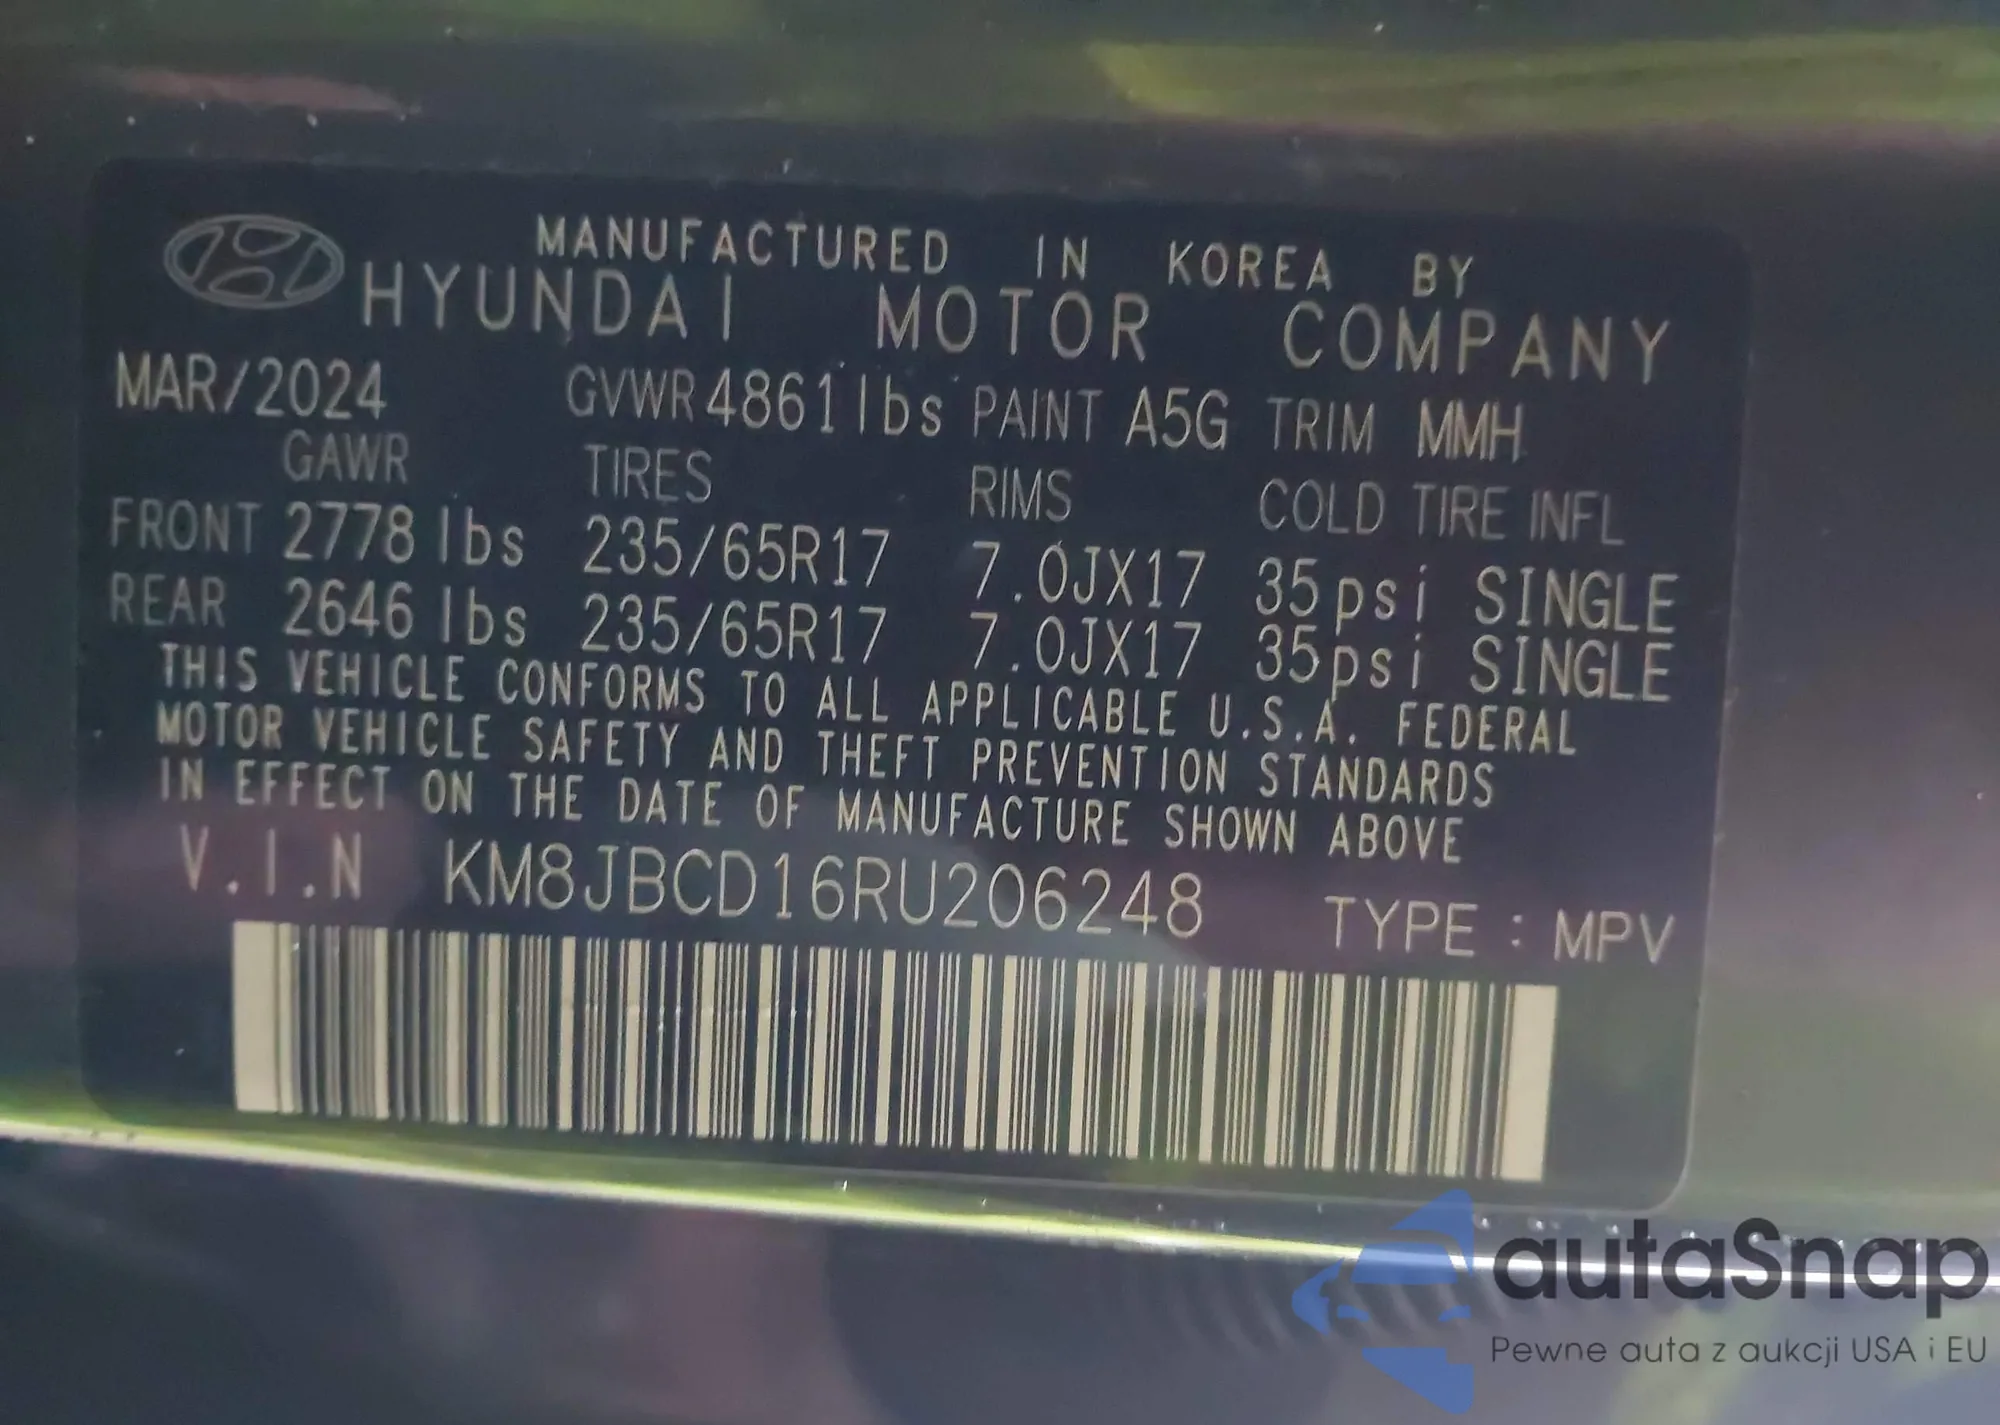 MANUFACTURED IN KOREA BY
HYUNDAI MOTOR COMPANY
MAR/2024 GVWR 4861lbs PAINT A5G TRIM MMH
GAWR TIRES RIMS COLD TIRE INFL
FRONT 2778 lbs 235/65R17 7.0JX17 35psi SINGLE
REAR 2646 lbs 235/65R17 7.0JX17 35psi SINGLE
THIS VEHICLE CONFORMS TO ALL APPLICABLE U.S.A. FEDERAL
MOTOR VEHICLE SAFETY AND THEFT PREVENTION STANDARDS
IN EFFECT ON THE DATE OF MANUFACTURE SHOWN ABOVE
V.I.N KM8JBCD16RU206248 TYPE : MPV
autaSnap
Pewne auta z aukcji USA i EU